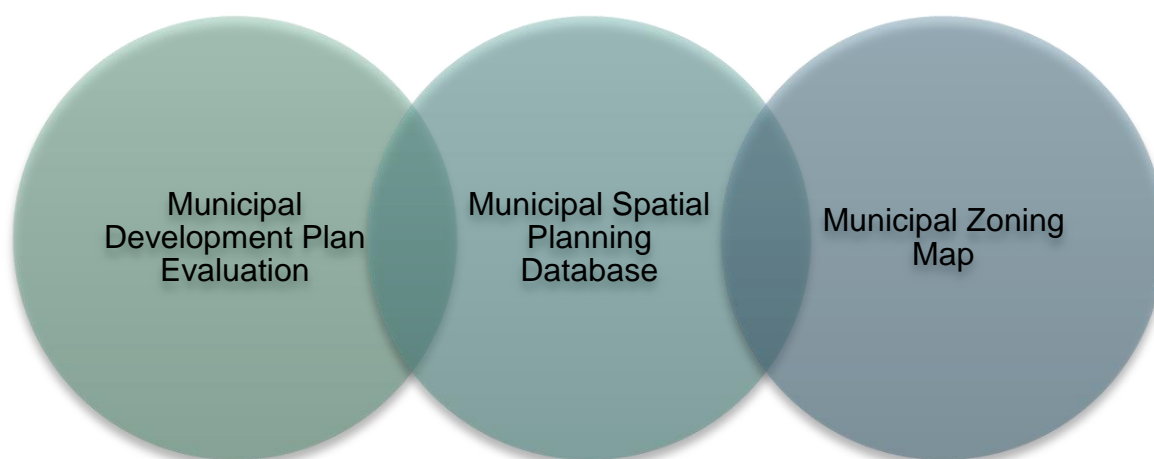 Municipal
Development Plan
Evaluation
Municipal Spatial
Planning
Database
Municipal Zoning
Map